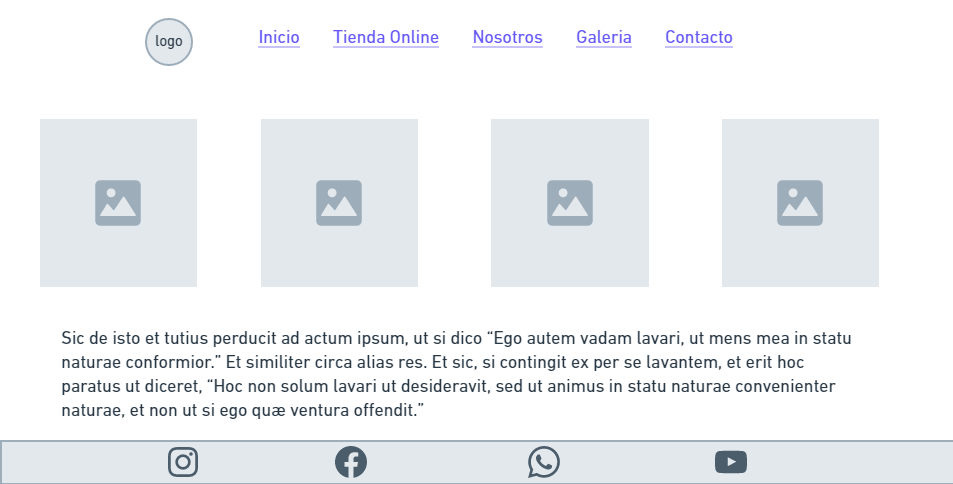 logo
Inicio Tienda Online Nosotros Galeria Contacto
Sic de isto et tutius perducit ad actum ipsum, ut si dico “Ego autem vadam lavari, ut mens mea in statu
naturae conformior.” Et similiter circa alias res. Et sic, si contingit ex per se lavantem, et erit hoc
paratus ut diceret, “Hoc non solum lavari ut desideravit, sed ut animus in statu naturae convenienter
naturae, et non ut si ego quæ ventura offendit.”